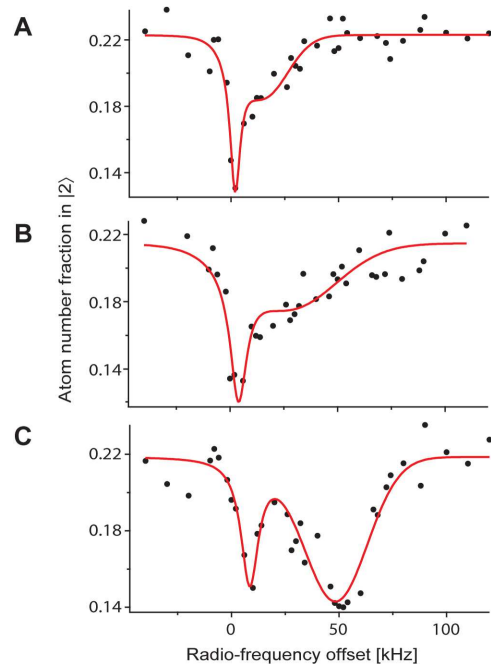 A
0.22
0.18
0.14
B
0.22
0.18
0.14
Atom number fraction in |2⟩
C
0.22
0.18
0.14
0
50
100
Radio-frequency offset [kHz]